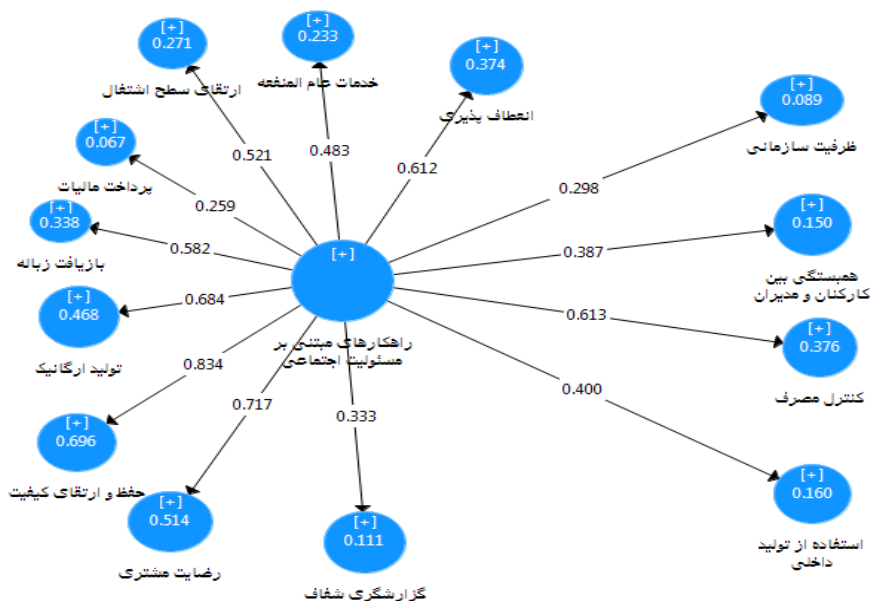 [+]
0.271
ارتقای سطح اشتغال
[+]
0.233
خدمات عام المنفعه
[+]
0.374
انعطاف پذیری
[+]
0.089
ظرفیت سازمانی
[+]
0.067
پرداخت مالیات
[+]
0.338
بازیافت زباله
[+]
0.150
همبستگی بین
کارکنان و مدیران
[+]
0.468
تولید ارگانیک
[+]
راهکارهای مبتنی بر
مسئولیت اجتماعی
[+]
0.376
کنترل مصرف
[+]
0.696
حفظ و ارتقای کیفیت
[+]
0.514
رضایت مشتری
[+]
0.111
گزارشگری شفاف
[+]
0.160
استفاده از تولید
داخلی
0.521
0.483
0.612
0.298
0.259
0.582
0.387
0.684
0.613
0.834
0.717
0.333
0.400